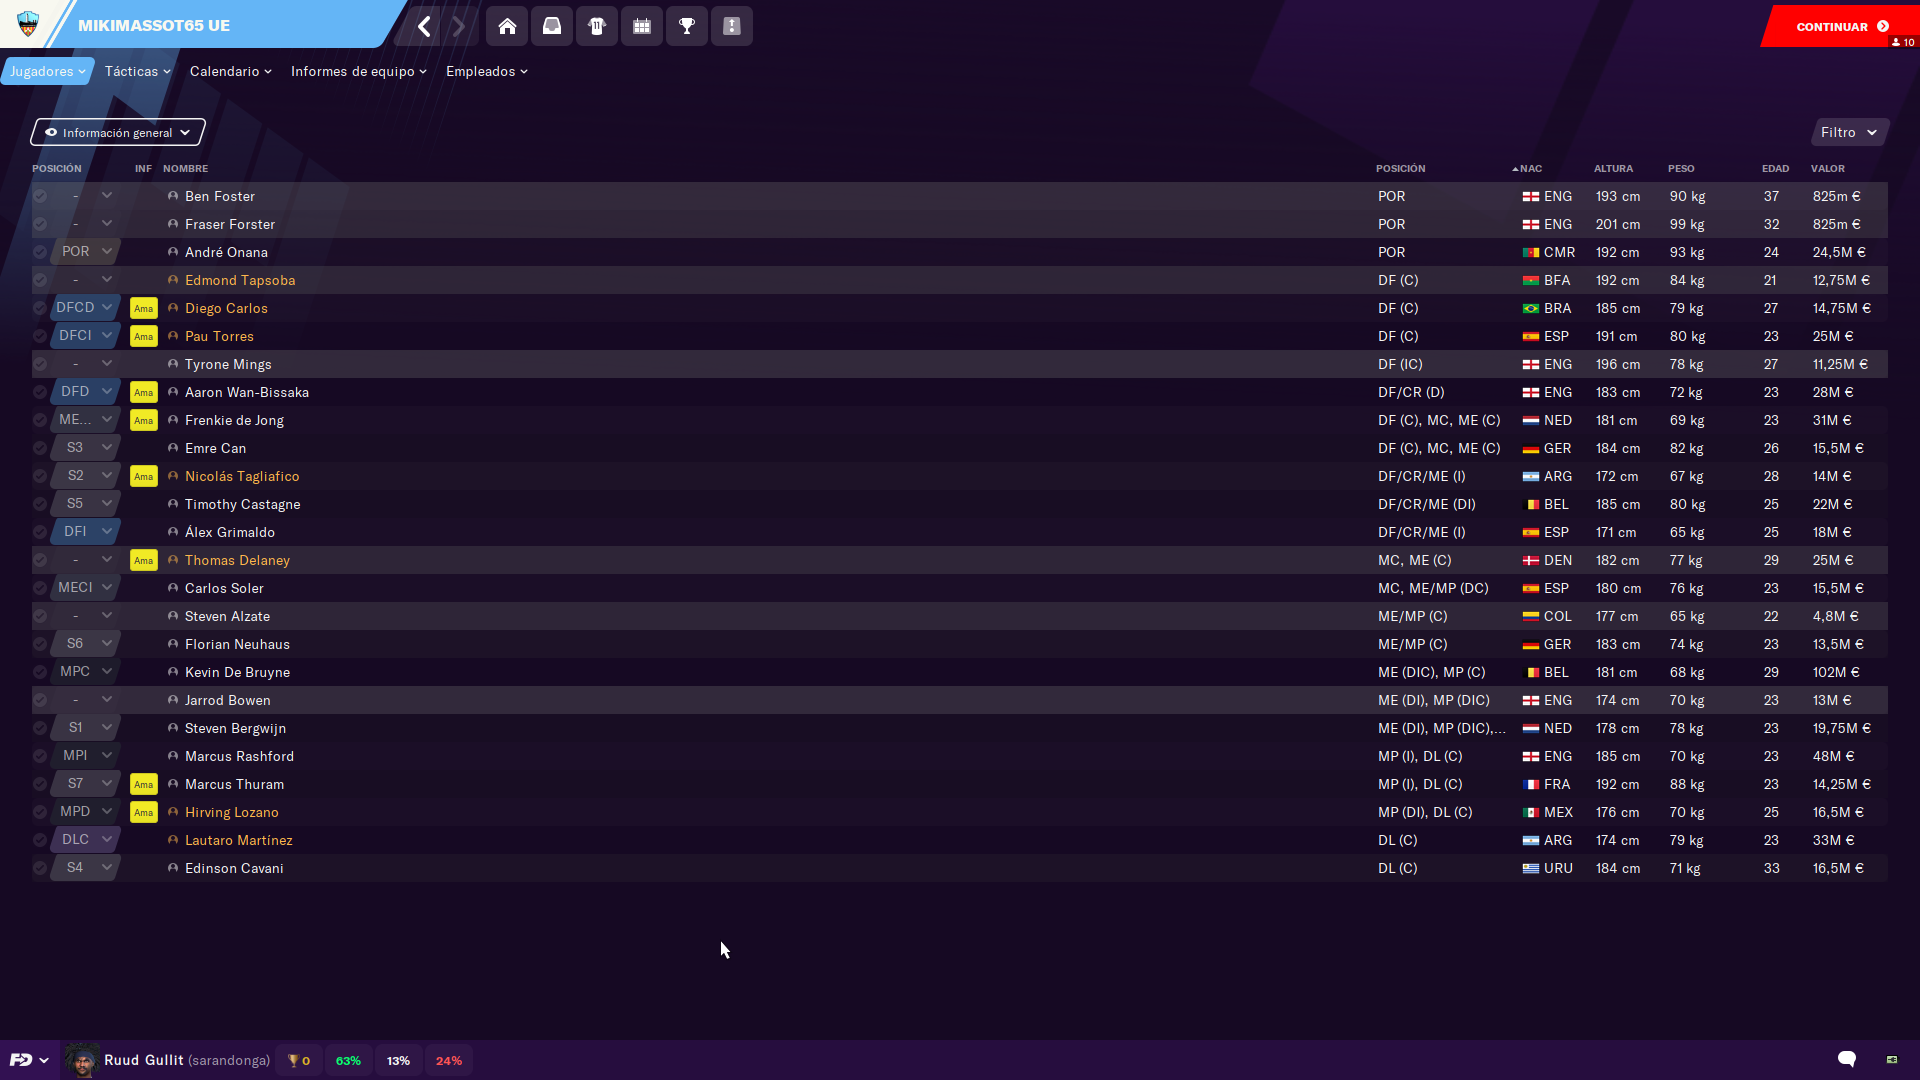 MIKIMASSOT65 UE
CONTINUAR
10
Jugadores Tácticas Calendario Informes de equipo Empleados
Información general Filtro
POSICIÓN INF NOMBRE POSICIÓN NAC ALTURA PESO EDAD VALOR
- Ben Foster POR ENG 193 cm 90 kg 37 825m €
- Fraser Forster POR ENG 201 cm 99 kg 32 825m €
POR André Onana POR CMR 192 cm 93 kg 24 24,5M €
- Edmond Tapsoba DF (C) BFA 192 cm 84 kg 21 12,75M €
DFCD Ama Diego Carlos DF (C) BRA 185 cm 79 kg 27 14,75M €
DFCI Ama Pau Torres DF (C) ESP 191 cm 80 kg 23 25M €
- Tyrone Mings DF (IC) ENG 196 cm 78 kg 27 11,25M €
DFD Ama Aaron Wan-Bissaka DF/CR (D) ENG 183 cm 72 kg 23 28M €
ME... Ama Frenkie de Jong DF (C), MC, ME (C) NED 181 cm 69 kg 23 31M €
S3 Emre Can DF (C), MC, ME (C) GER 184 cm 82 kg 26 15,5M €
S2 Ama Nicolás Tagliafico DF/CR/ME (I) ARG 172 cm 67 kg 28 14M €
S5 Timothy Castagne DF/CR/ME (DI) BEL 185 cm 80 kg 25 22M €
DFI Álex Grimaldo DF/CR/ME (I) ESP 171 cm 65 kg 25 18M €
- Ama Thomas Delaney MC, ME (C) DEN 182 cm 77 kg 29 25M €
MECI Carlos Soler MC, ME/MP (DC) ESP 180 cm 76 kg 23 15,5M €
- Steven Alzate ME/MP (C) COL 177 cm 65 kg 22 4,8M €
S6 Florian Neuhaus ME/MP (C) GER 183 cm 74 kg 23 13,5M €
MPC Kevin De Bruyne ME (DIC), MP (C) BEL 181 cm 68 kg 29 102M €
- Jarrod Bowen ME (DI), MP (DIC) ENG 174 cm 70 kg 23 13M €
S1 Steven Bergwijn ME (DI), MP (DIC),... NED 178 cm 78 kg 23 19,75M €
MPI Marcus Rashford MP (I), DL (C) ENG 185 cm 70 kg 23 48M €
S7 Ama Marcus Thuram MP (I), DL (C) FRA 192 cm 88 kg 23 14,25M €
MPD Ama Hirving Lozano MP (DI), DL (C) MEX 176 cm 70 kg 25 16,5M €
DLC Lautaro Martínez DL (C) ARG 174 cm 79 kg 23 33M €
S4 Edinson Cavani DL (C) URU 184 cm 71 kg 33 16,5M €
FD Ruud Gullit (sarandonga) 0 63% 13% 24%